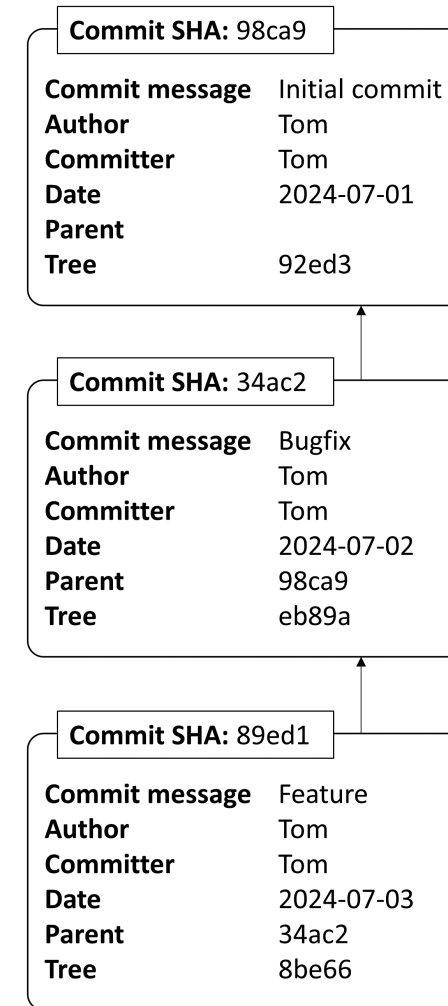 Commit SHA: 98ca9
Commit message Initial commit
Author Tom
Committer Tom
Date 2024-07-01
Parent
Tree 92ed3
Commit SHA: 34ac2
Commit message Bugfix
Author Tom
Committer Tom
Date 2024-07-02
Parent 98ca9
Tree eb89a
Commit SHA: 89ed1
Commit message Feature
Author Tom
Committer Tom
Date 2024-07-03
Parent 34ac2
Tree 8be66